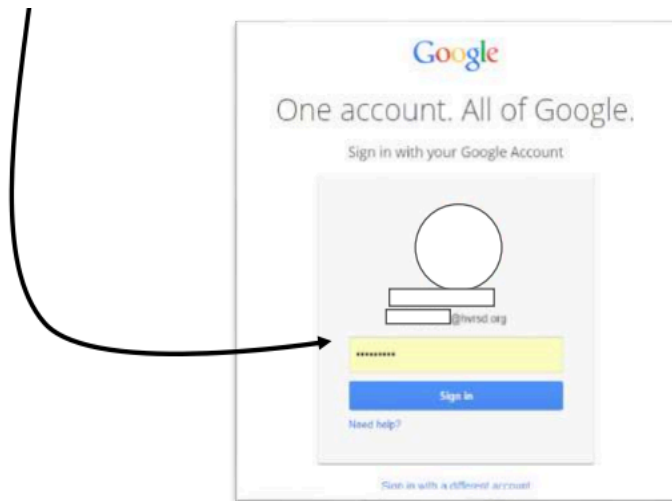 Google
One account. All of Google.
Sign in with your Google Account
@hvrsd.org
•••••••••
Sign in
Need help?
Sign in with a different account